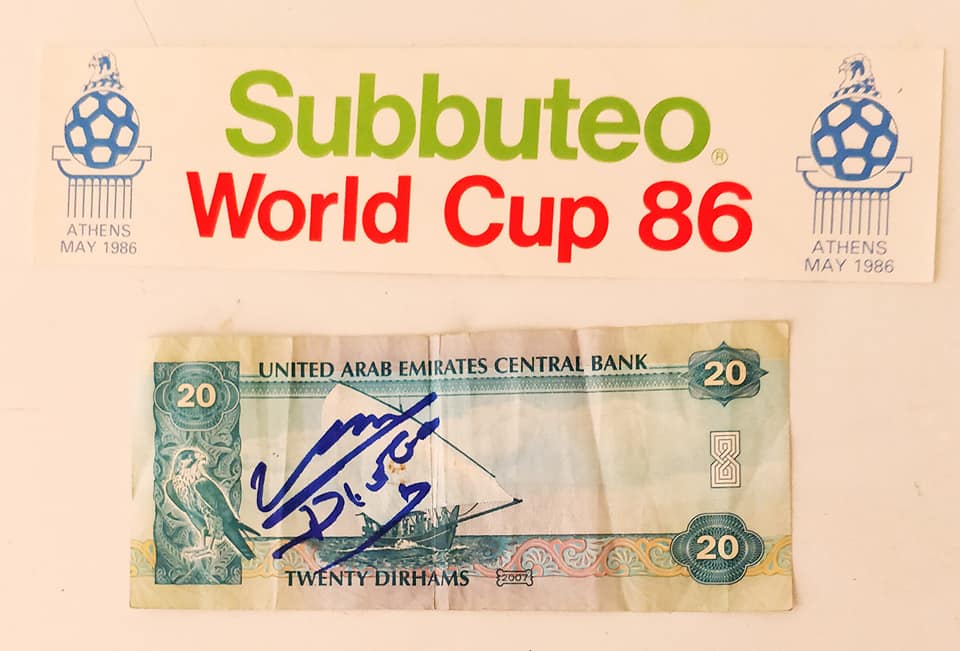 Subbuteo®
World Cup 86
ATHENS
MAY 1986
ATHENS
MAY 1986
UNITED ARAB EMIRATES CENTRAL BANK
20
20
20
TWENTY DIRHAMS
2007